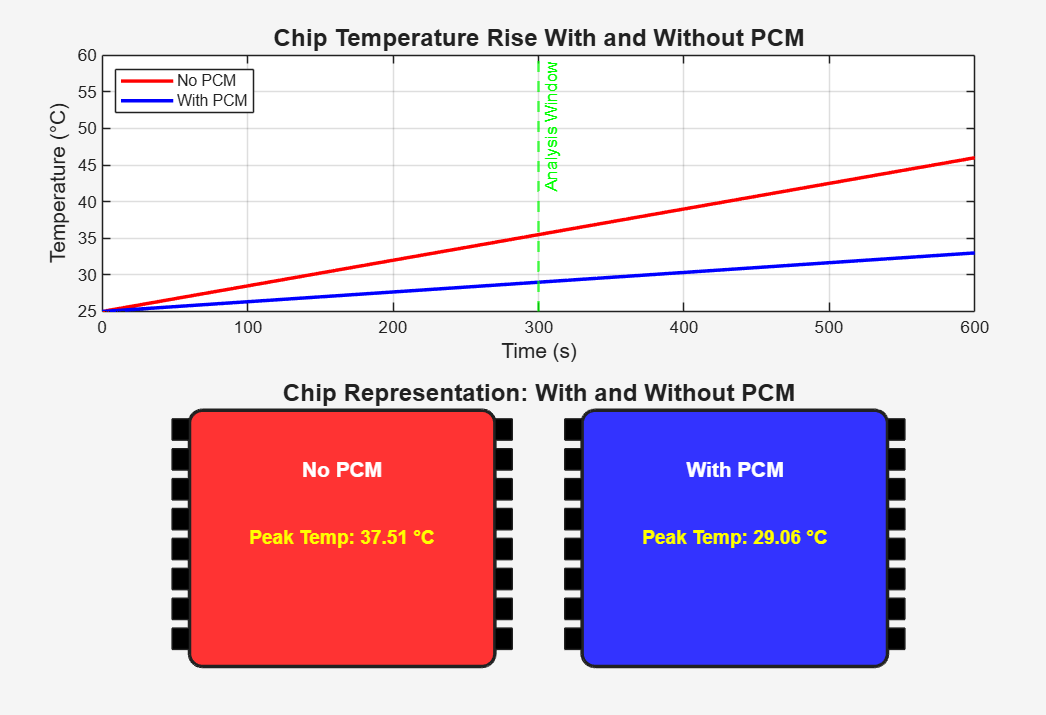 Chip Temperature Rise With and Without PCM
60
55
50
45
40
35
30
25
Temperature (°C)
No PCM
With PCM
Analysis Window
0 100 200 300 400 500 600
Time (s)
Chip Representation: With and Without PCM
No PCM
Peak Temp: 37.51 °C
With PCM
Peak Temp: 29.06 °C